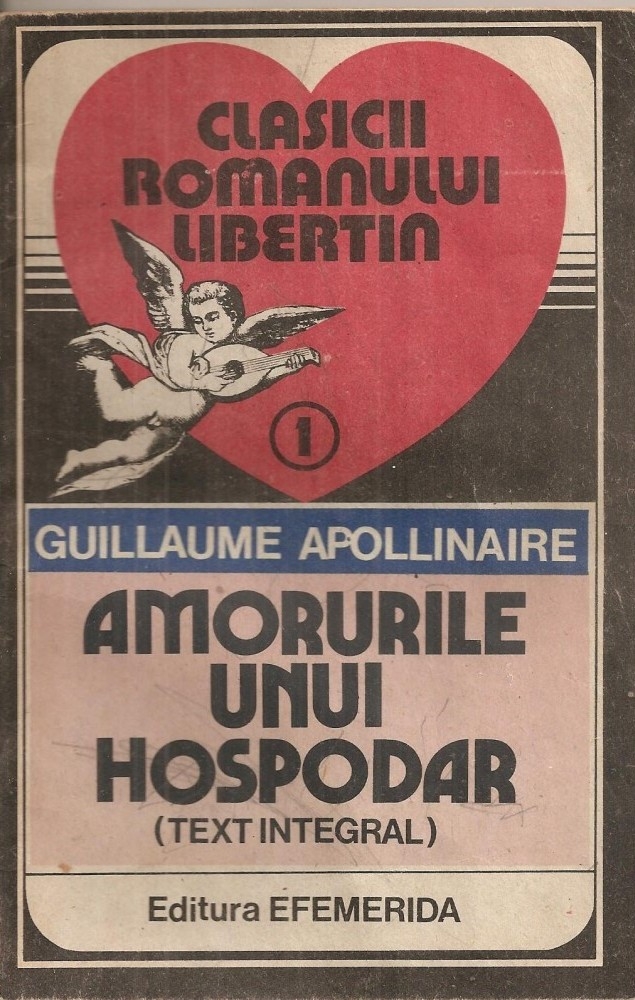 CLASICII
ROMANULUI
LIBERTIN
1
GUILLAUME APOLLINAIRE
AMORURILE
UNUI
HOSPODAR
(TEXT INTEGRAL)
Editura EFEMERIDA